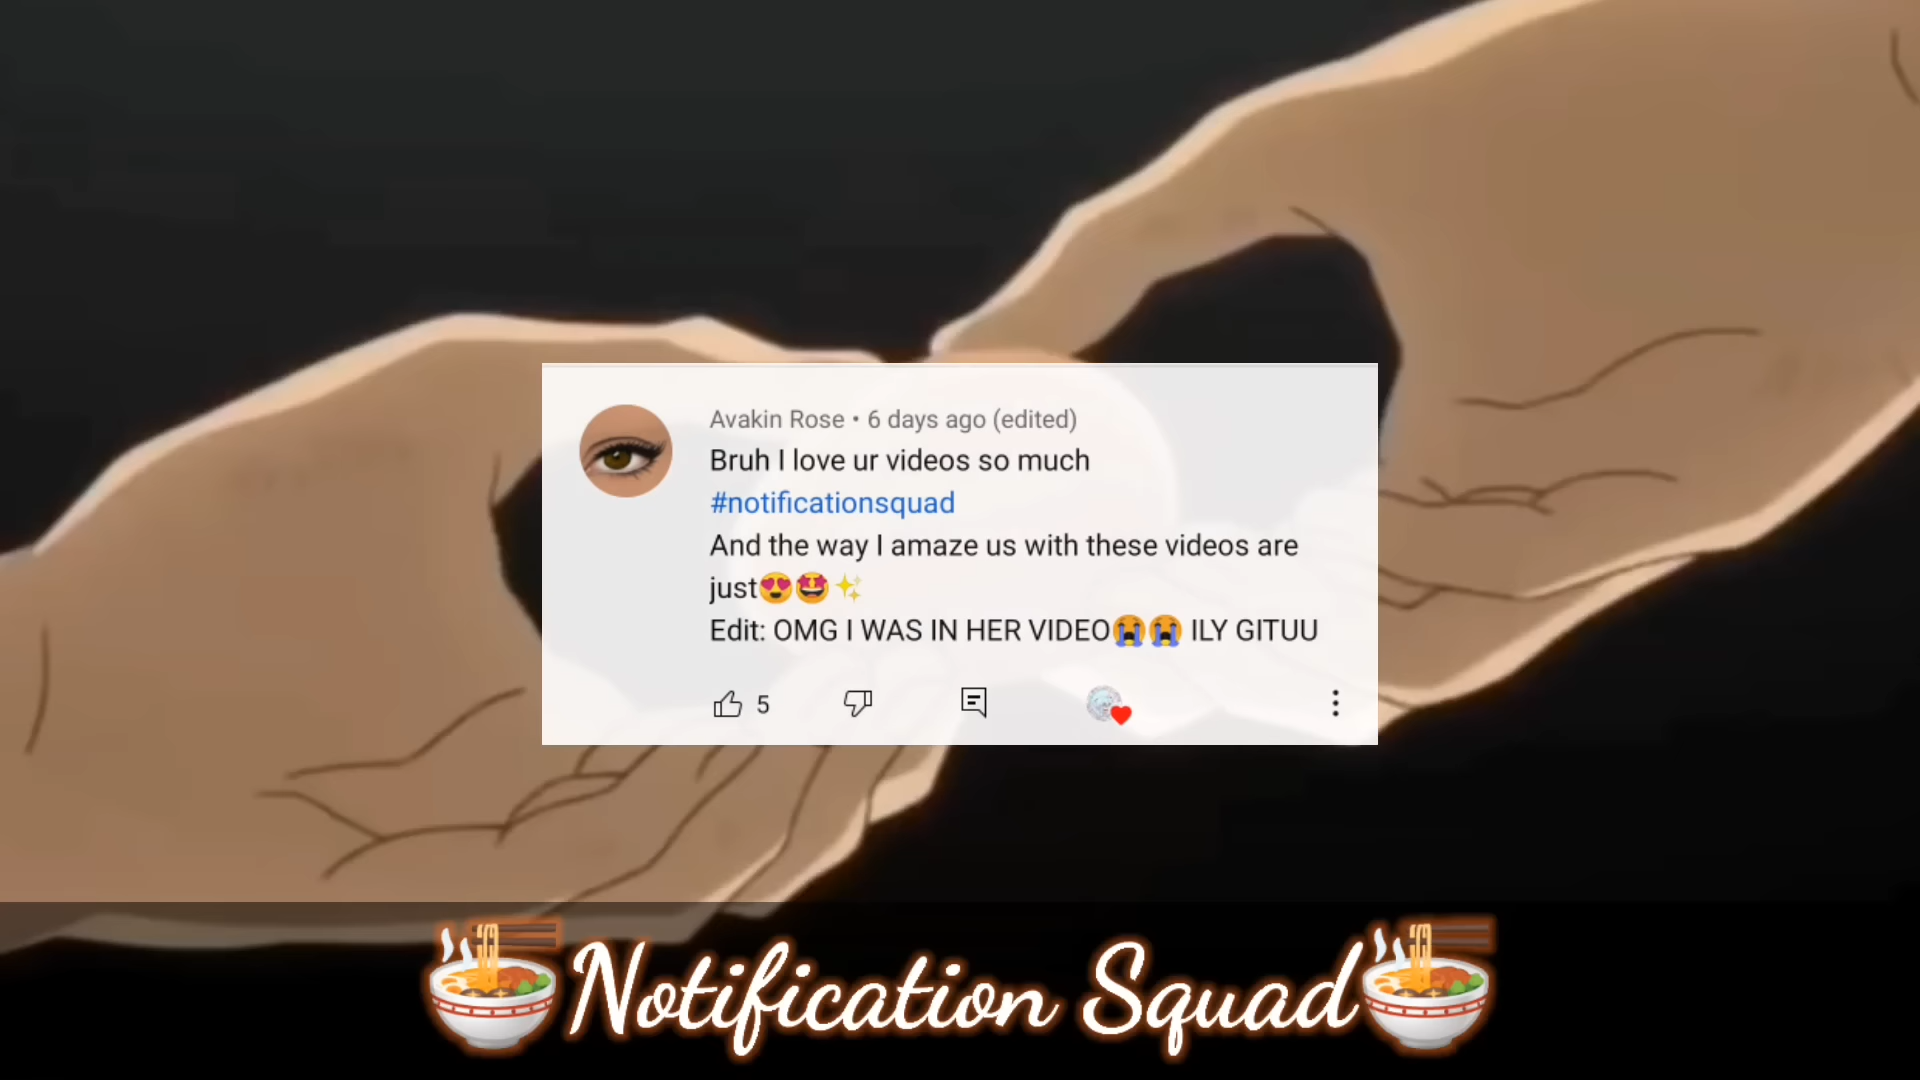 Avakin Rose • 6 days ago (edited)
Bruh I love ur videos so much
#notificationsquad
And the way I amaze us with these videos are
just😍🤩✨
Edit: OMG I WAS IN HER VIDEO😭😭 ILY GITUU
5
🍜Notification Squad🍜